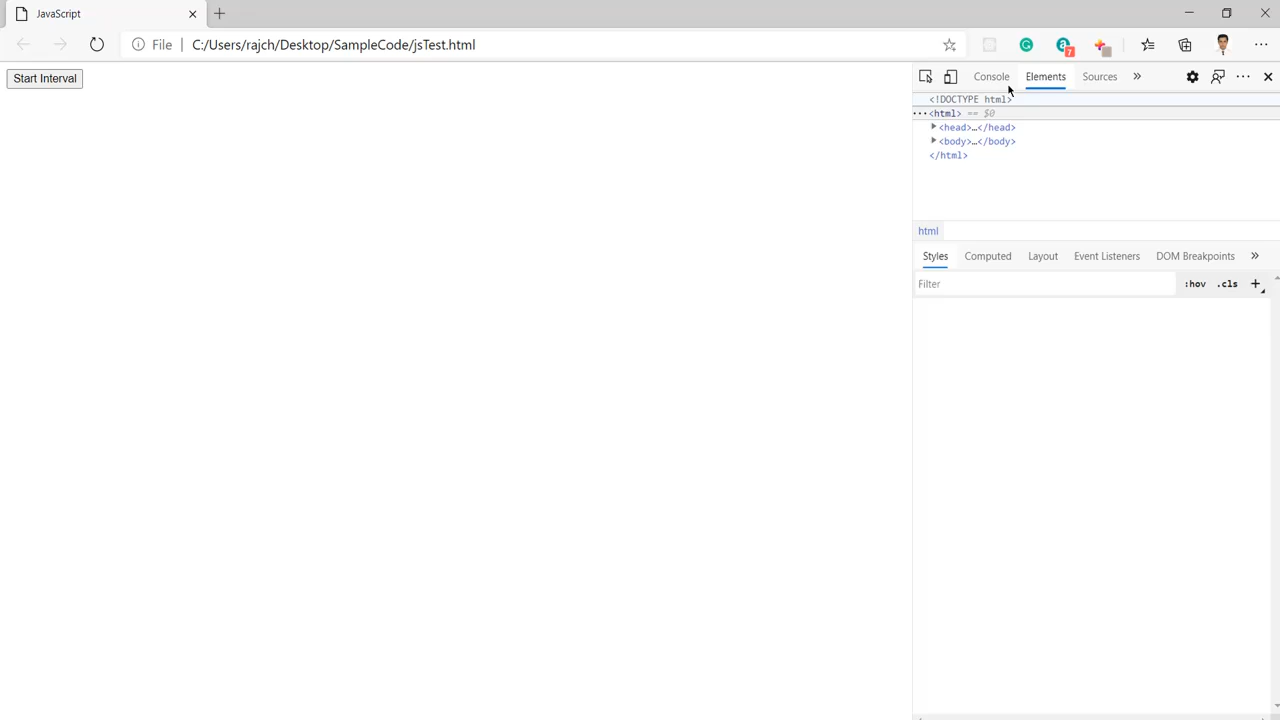 JavaScript
File
C:/Users/rajch/Desktop/SampleCode/jsTest.html
7
Start Interval
Console Elements Sources
<!DOCTYPE html>
<html> == $0
<head>…</head>
<body>…</body>
</html>
html
Styles Computed Layout Event Listeners DOM Breakpoints
Filter :hov .cls